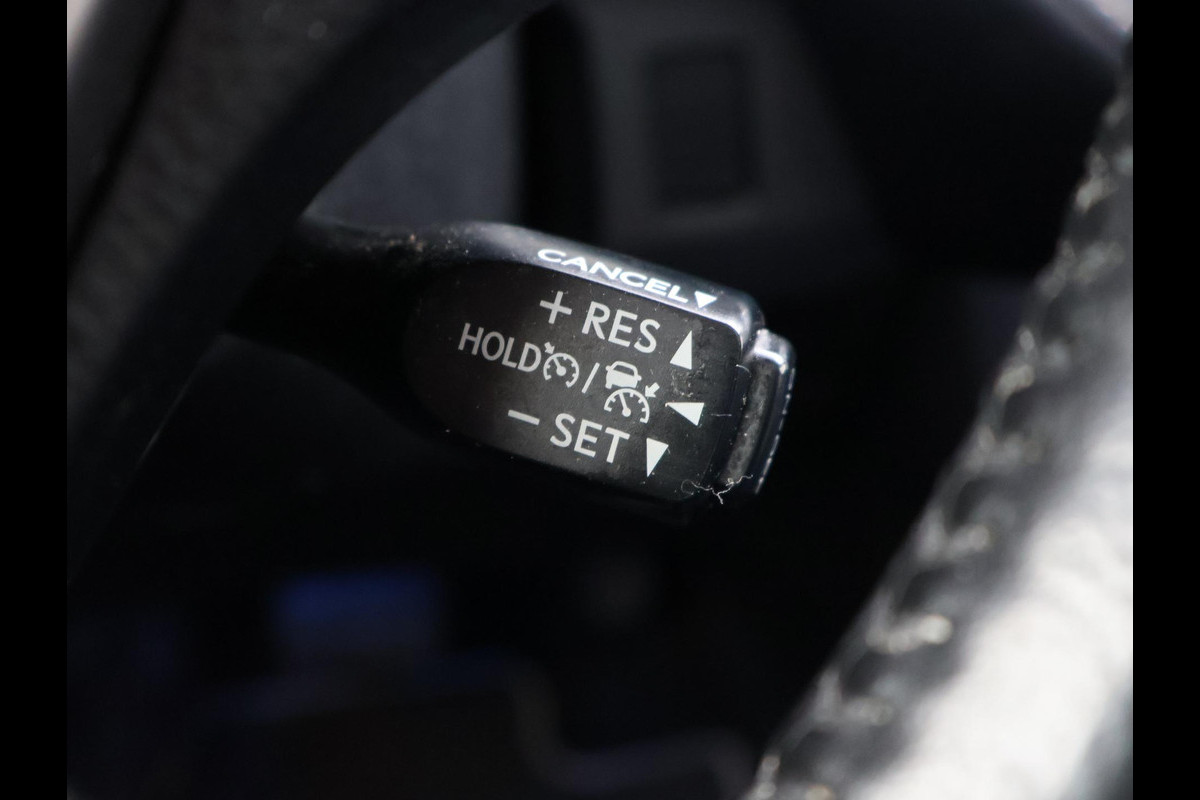 CANCEL▼
+ RES ▲
HOLD / ◀
− SET ▼